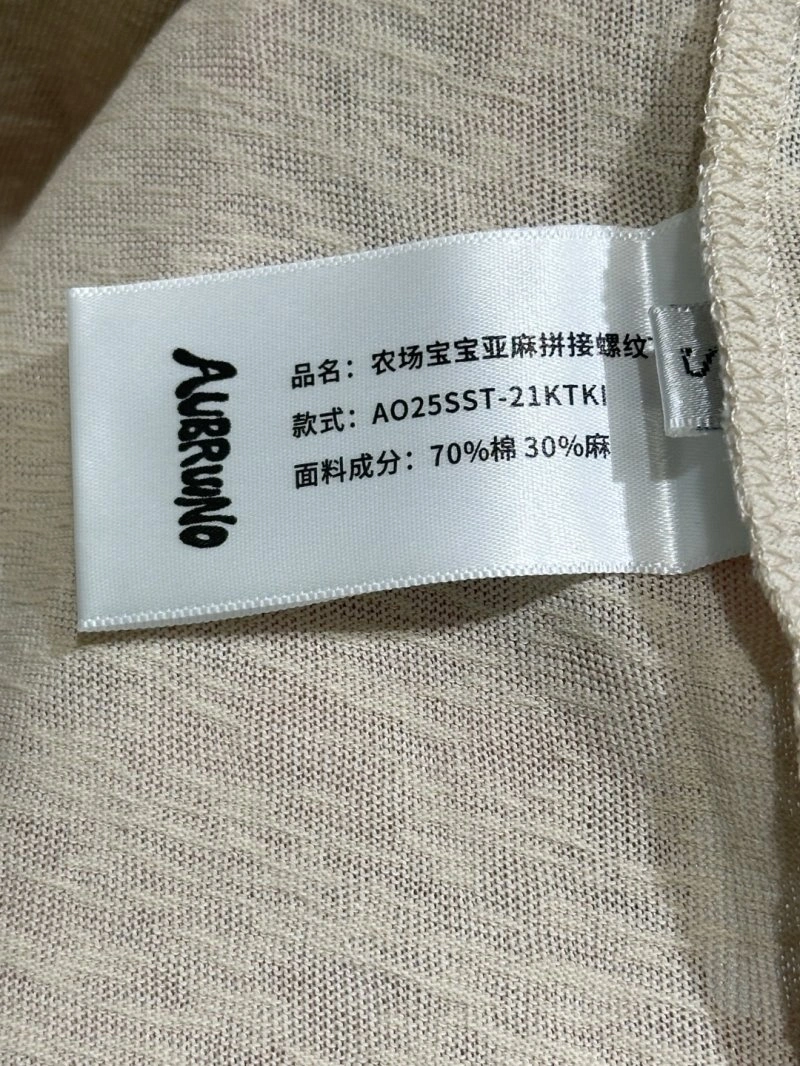 AUBRUNO
品名：农场宝宝亚麻拼接螺纹
款式：AO25SST-21KTKI
面料成分：70%棉 30%麻